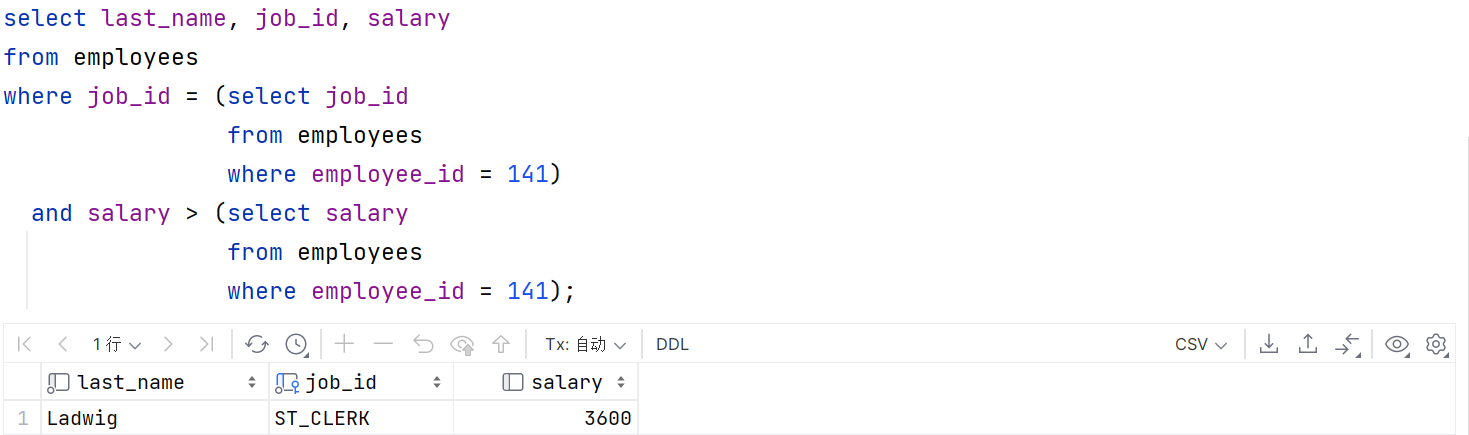 select last_name, job_id, salary
from employees
where job_id = (select job_id
from employees
where employee_id = 141)
and salary > (select salary
from employees
where employee_id = 141);
1 行 Tx: 自动 DDL CSV
last_name job_id salary
1 Ladwig ST_CLERK 3600